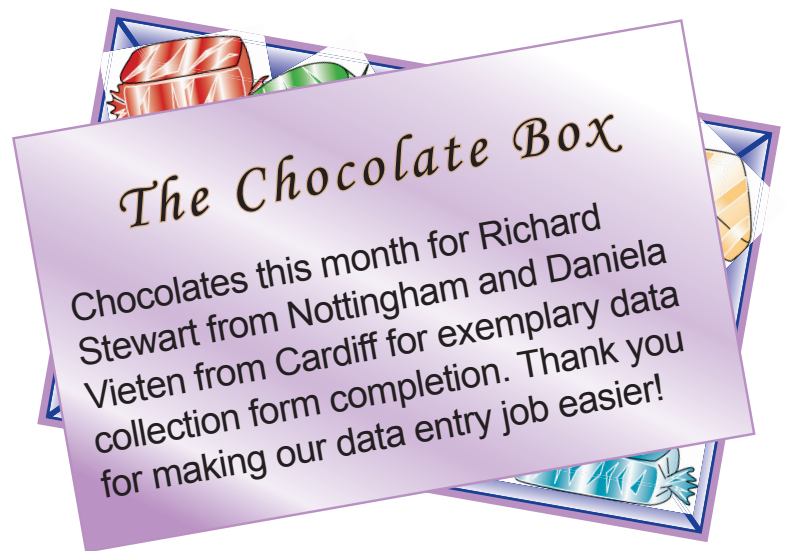 The Chocolate Box
Chocolates this month for Richard
Stewart from Nottingham and Daniela
Vieten from Cardiff for exemplary data
collection form completion. Thank you
for making our data entry job easier!